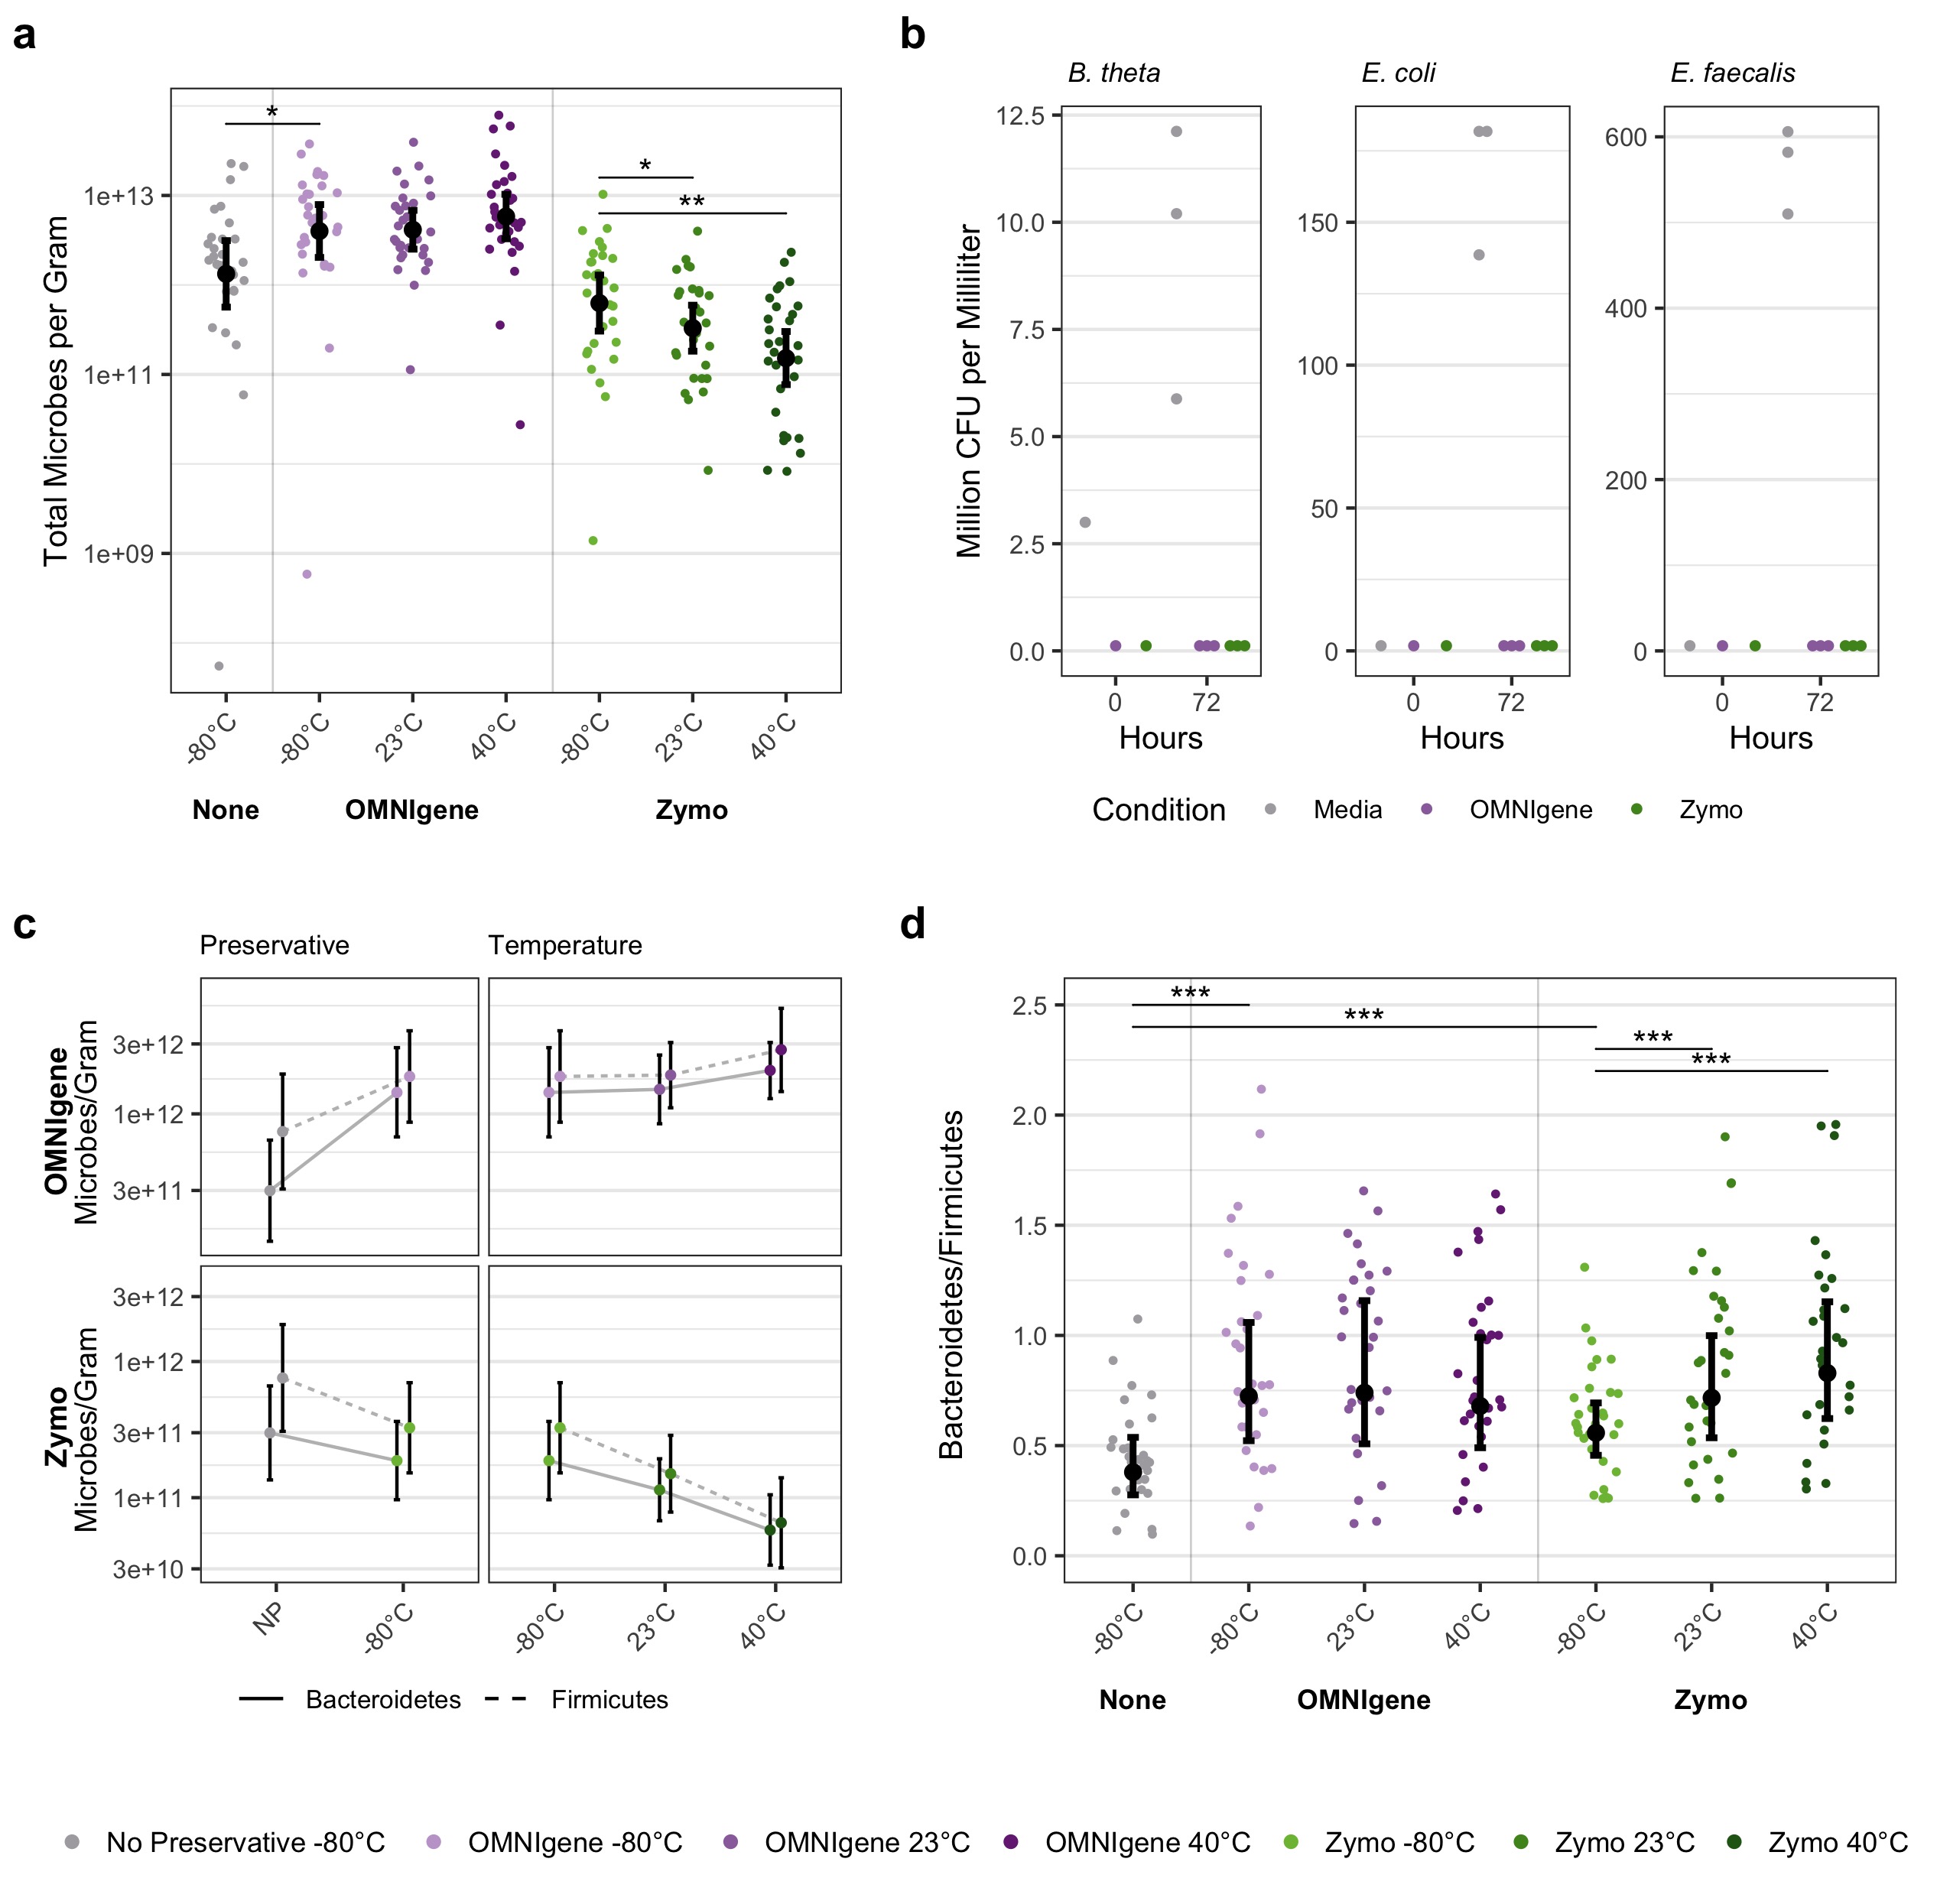 a
*
*
**
1e+13
1e+11
1e+09
Total Microbes per Gram
-80°C -80°C 23°C 40°C -80°C 23°C 40°C
None OMNIgene Zymo
b
B. theta E. coli E. faecalis
Million CFU per Milliliter
12.5
10.0
7.5
5.0
2.5
0.0
150
100
50
0
600
400
200
0
0 72 0 72 0 72
Hours Hours Hours
Condition Media OMNIgene Zymo
c
Preservative Temperature
OMNIgene
Microbes/Gram
3e+12
1e+12
3e+11
Zymo
Microbes/Gram
3e+12
1e+12
3e+11
1e+11
3e+10
NP -80°C -80°C 23°C 40°C
Bacteroidetes Firmicutes
d
***
***
***
***
Bacteroidetes/Firmicutes
2.5
2.0
1.5
1.0
0.5
0.0
-80°C -80°C 23°C 40°C -80°C 23°C 40°C
None OMNIgene Zymo
No Preservative -80°C OMNIgene -80°C OMNIgene 23°C OMNIgene 40°C Zymo -80°C Zymo 23°C Zymo 40°C